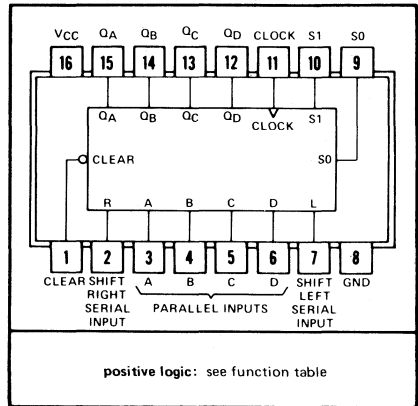 VCC QA QB QC QD CLOCK S1 S0
16 15 14 13 12 11 10 9
QA QB QC QD CLOCK S1
CLEAR S0
R A B C D L
1 2 3 4 5 6 7 8
CLEAR SHIFT RIGHT SERIAL INPUT A B C D SHIFT LEFT SERIAL INPUT GND
PARALLEL INPUTS
positive logic: see function table